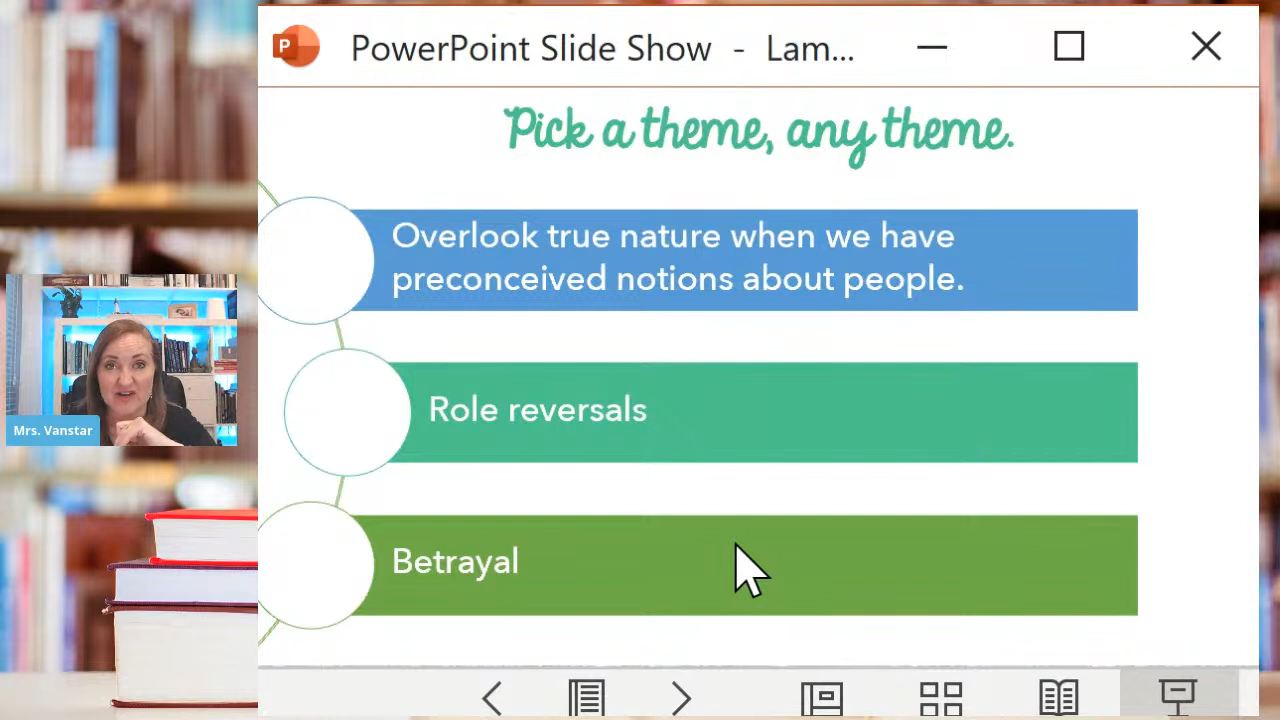 PowerPoint Slide Show - Lam...
Pick a theme, any theme.
Overlook true nature when we have
preconceived notions about people.
Role reversals
Betrayal
Mrs. Vanstar